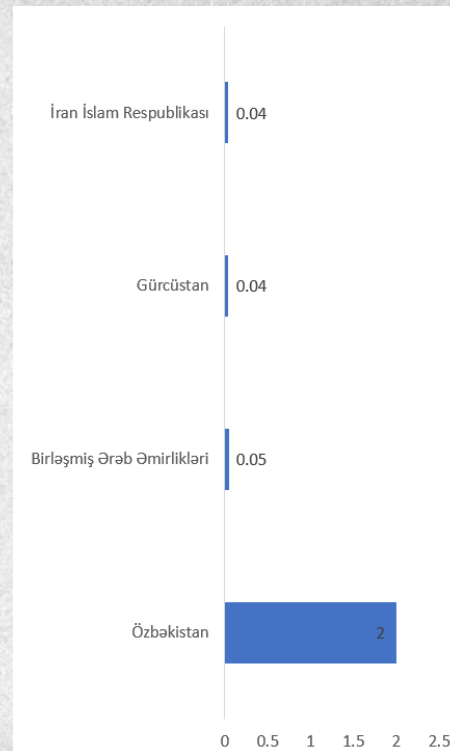 İran İslam Respublikası 0.04
Gürcüstan 0.04
Birləşmiş Ərəb Əmirlikləri 0.05
Özbəkistan 2
0 0.5 1 1.5 2 2.5